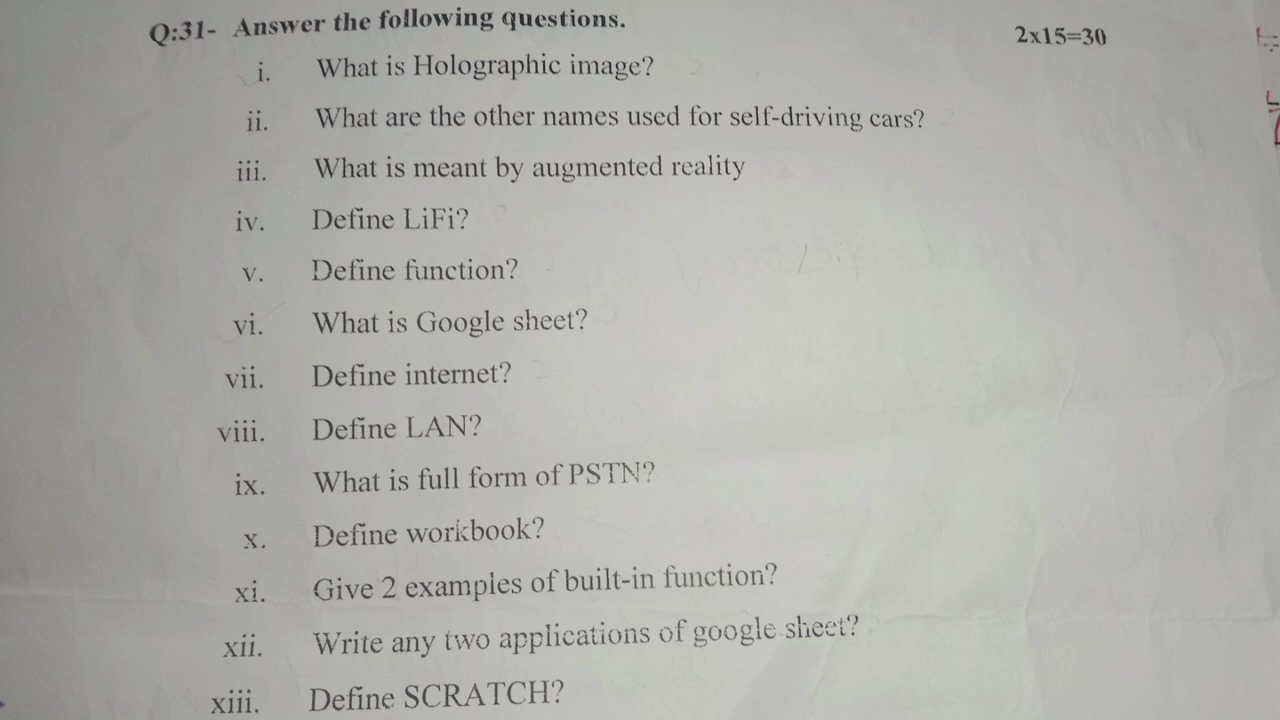 Q:31- Answer the following questions. 2x15=30
i. What is Holographic image?
ii. What are the other names used for self-driving cars?
iii. What is meant by augmented reality
iv. Define LiFi?
v. Define function?
vi. What is Google sheet?
vii. Define internet?
viii. Define LAN?
ix. What is full form of PSTN?
x. Define workbook?
xi. Give 2 examples of built-in function?
xii. Write any two applications of google sheet?
xiii. Define SCRATCH?